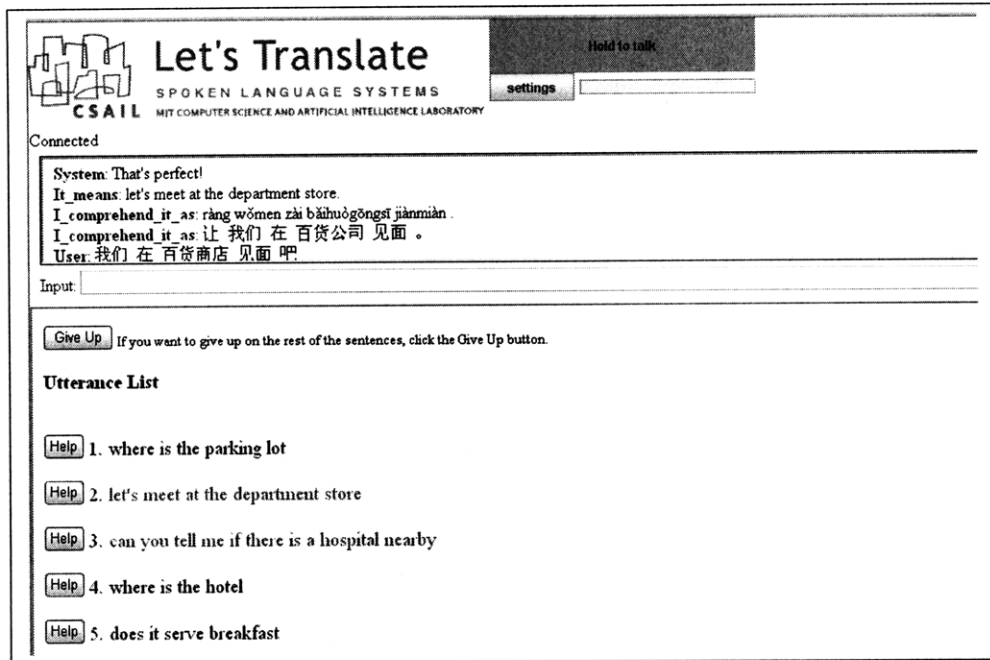 Let's Translate
SPOKEN LANGUAGE SYSTEMS
CSAIL MIT COMPUTER SCIENCE AND ARTIFICIAL INTELLIGENCE LABORATORY
Hold to talk
settings
Connected
System: That's perfect!
It_means: let's meet at the department store.
I_comprehend_it_as: ràng wǒmen zài bǎihuògōngsī jiànmiàn .
I_comprehend_it_as: 让 我们 在 百货公司 见面 。
User: 我们 在 百货商店 见面 吧
Input:
Give Up If you want to give up on the rest of the sentences, click the Give Up button.
Utterance List
Help 1. where is the parking lot
Help 2. let's meet at the department store
Help 3. can you tell me if there is a hospital nearby
Help 4. where is the hotel
Help 5. does it serve breakfast